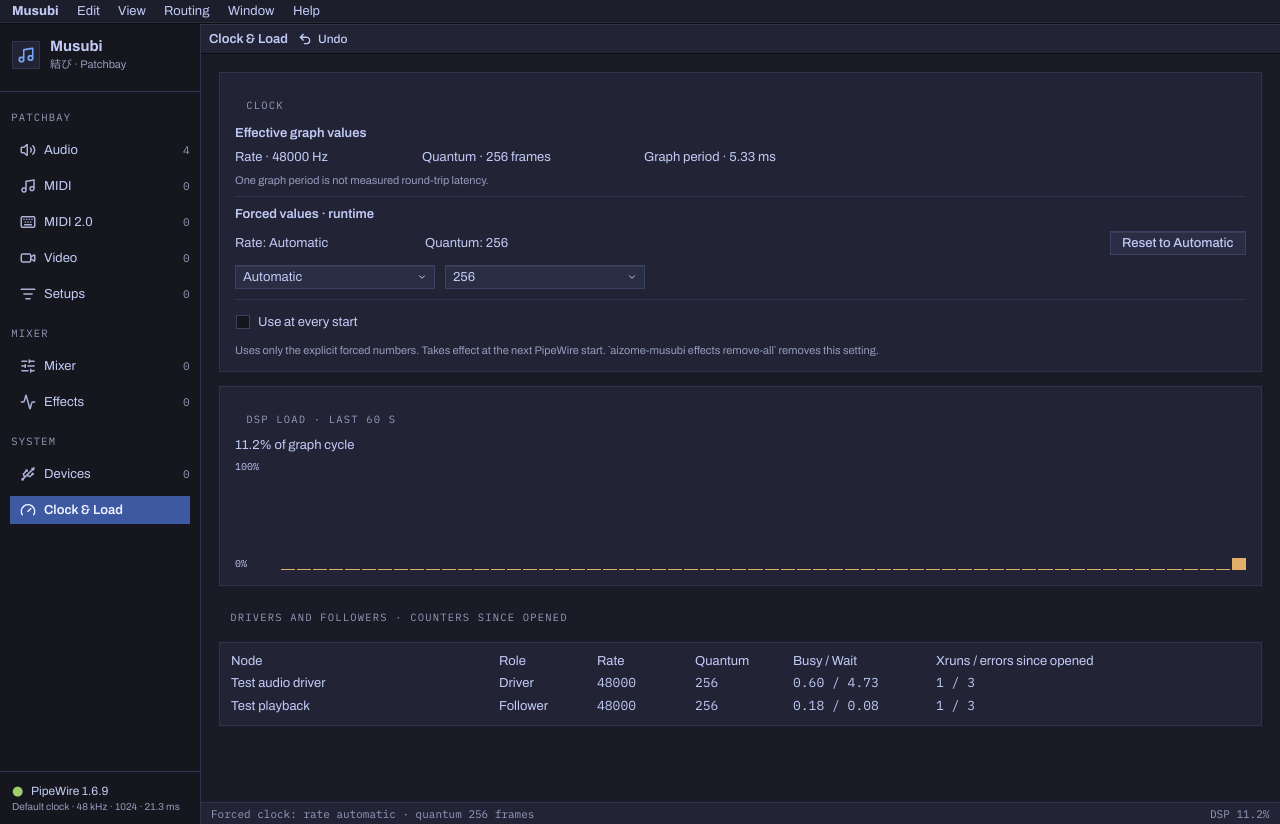 Musubi Edit View Routing Window Help
Musubi
結び · Patchbay
PATCHBAY
Audio 4
MIDI 0
MIDI 2.0 0
Video 0
Setups 0
MIXER
Mixer 0
Effects 0
SYSTEM
Devices 0
Clock & Load
PipeWire 1.6.9
Default clock · 48 kHz · 1024 · 21.3 ms
Clock & Load Undo
CLOCK
Effective graph values
Rate · 48000 Hz Quantum · 256 frames Graph period · 5.33 ms
One graph period is not measured round-trip latency.
Forced values · runtime
Rate: Automatic Quantum: 256 Reset to Automatic
Automatic 256
Use at every start
Uses only the explicit forced numbers. Takes effect at the next PipeWire start. `aizome-musubi effects remove-all` removes this setting.
DSP LOAD · LAST 60 S
11.2% of graph cycle
100%
0%
DRIVERS AND FOLLOWERS · COUNTERS SINCE OPENED
Node Role Rate Quantum Busy / Wait Xruns / errors since opened
Test audio driver Driver 48000 256 0.60 / 4.73 1 / 3
Test playback Follower 48000 256 0.18 / 0.08 1 / 3
Forced clock: rate automatic · quantum 256 frames DSP 11.2%